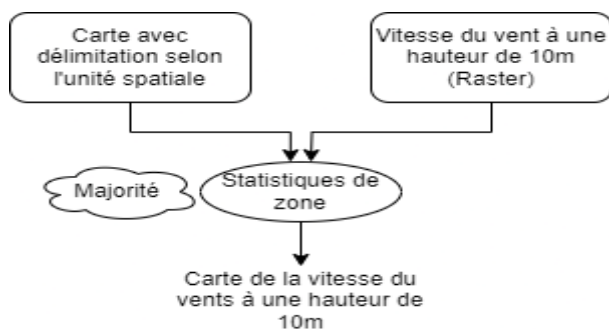 Carte avec
délimitation selon
l'unité spatiale
Vitesse du vent à une
hauteur de 10m
(Raster)
Majorité
Statistiques de
zone
Carte de la vitesse du
vents à une hauteur de
10m